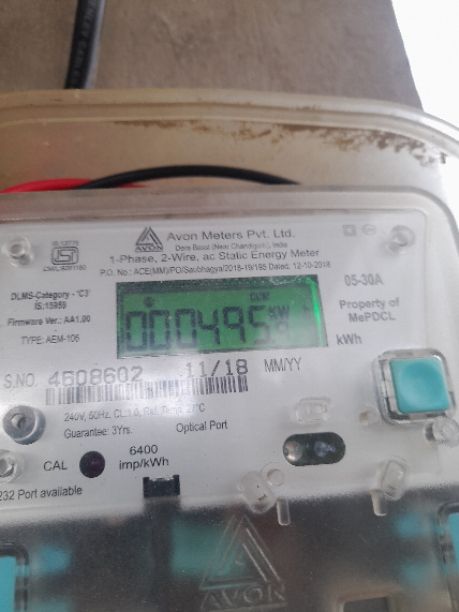 AVON
Avon Meters Pvt. Ltd.
Dera Bassi (Near Chandigarh), India
1-Phase, 2-Wire, ac Static Energy Meter
P.O. No.: ACE(MM)/PO/Saubhagya/2018-19/195 Dated, 12-10-2018
DLMS-Category - 'C3'
IS:15959
Firmware Ver.: AA1.00
TYPE: AEM-106
05-30A
Property of
MePDCL
CUM
000495
kWh
S.NO. 4608602 11/18 MM/YY
240V, 50Hz, CL.1.0, Ref. Temp. 27°C
Guarantee: 3Yrs. Optical Port
CAL 6400
imp/kWh
232 Port available
AVON